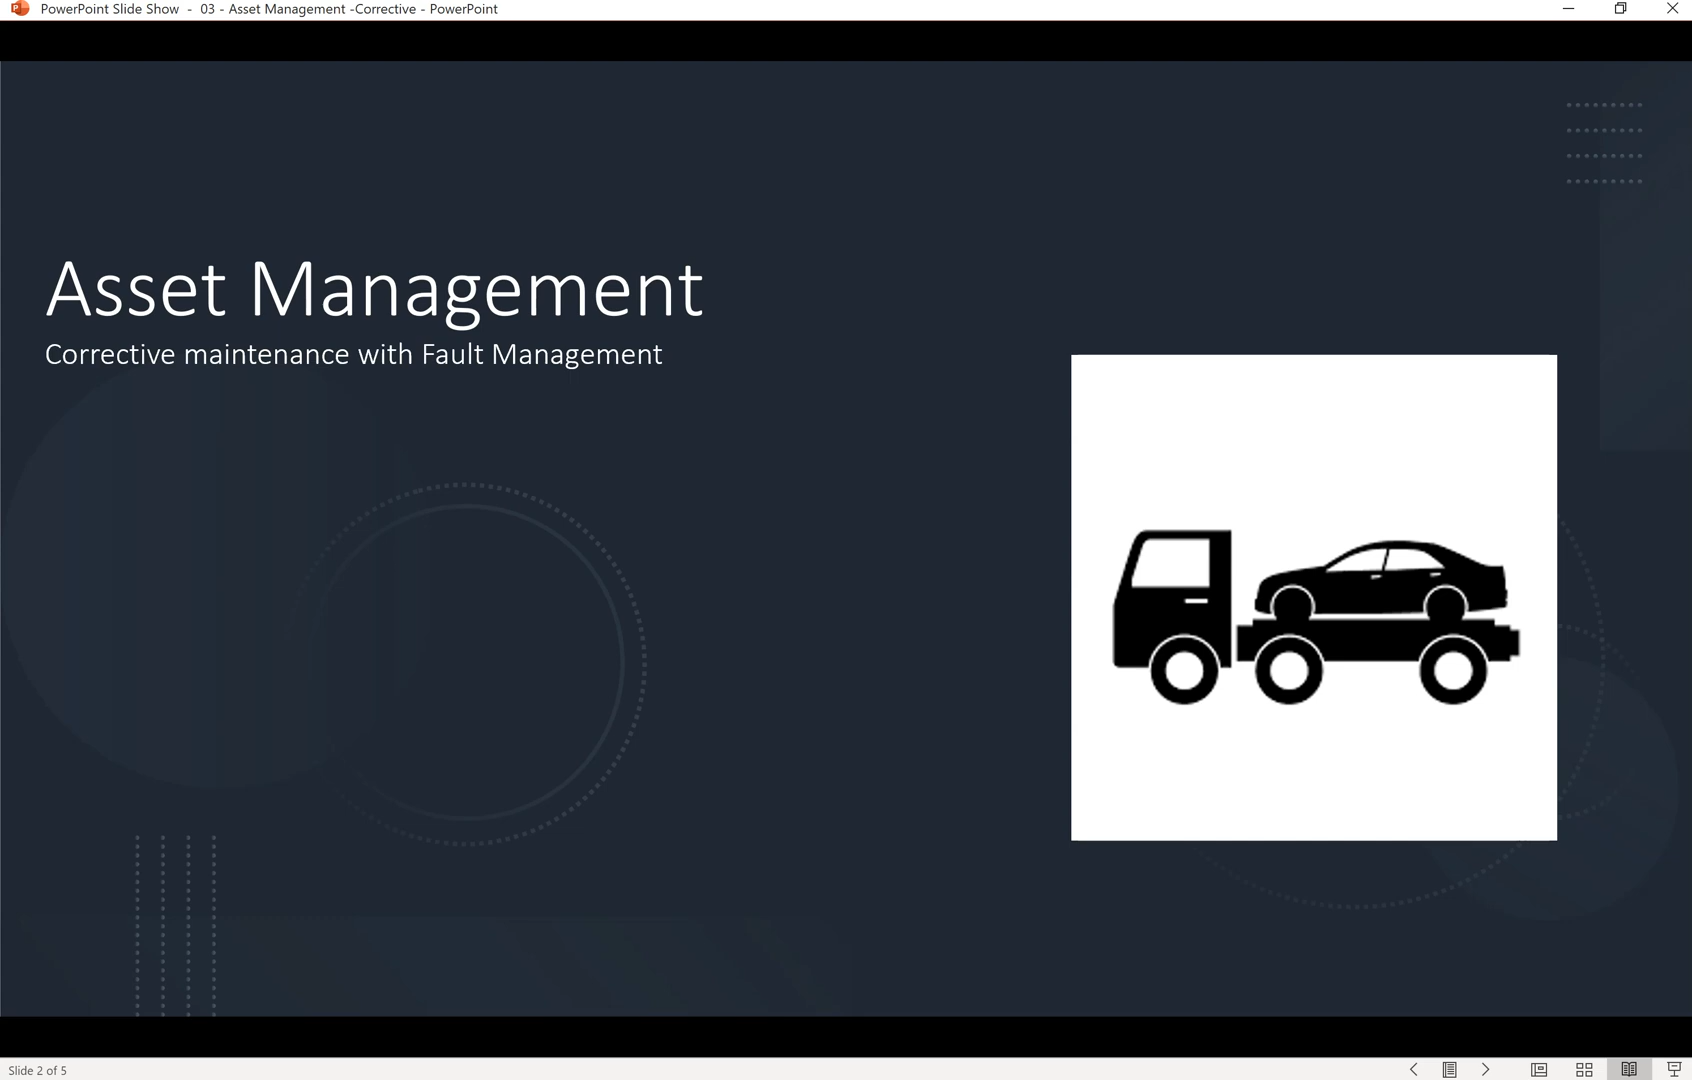 PowerPoint Slide Show - 03 - Asset Management -Corrective - PowerPoint
Asset Management
Corrective maintenance with Fault Management
Slide 2 of 5